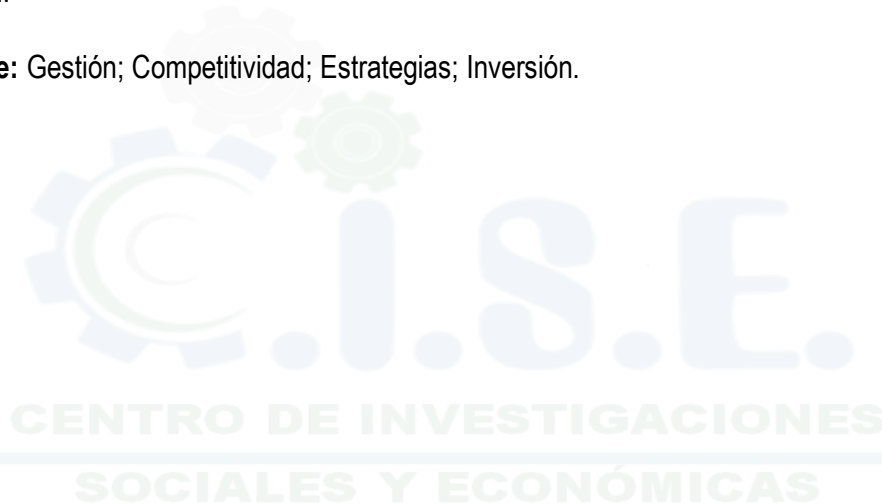 e: Gestión; Competitividad; Estrategias; Inversión.
C.I.S.E.
CENTRO DE INVESTIGACIONES
SOCIALES Y ECONÓMICAS